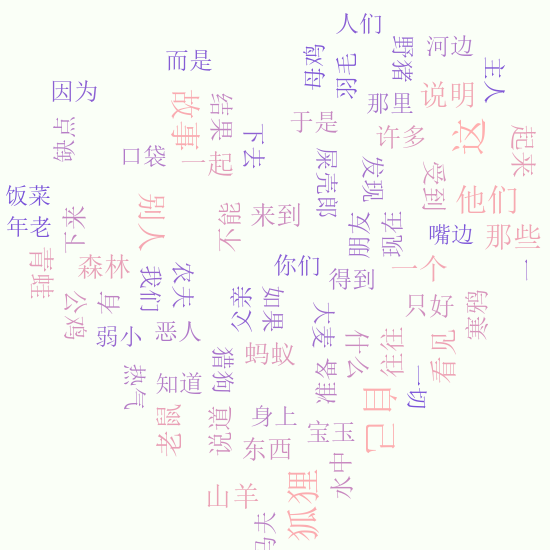 人们
而是
母鸡
羽毛
野猪
河边
主人
因为
故事
结果
下去
于是
那里
说明
许多
这
起来
缺点
口袋
一起
屎壳郎
发现
受到
他们
饭菜
年老
下来
别人
不能
来到
朋友
现在
嘴边
那些
青蛙
森林
我们
农夫
你们
得到
一个
一
公鸡
有
弱小
恶人
父亲
如果
大麦
什么
往往
只好
寒鸦
看见
热气
知道
猎狗
蚂蚁
准备
自己
一切
老鼠
说道
身上
东西
宝玉
水中
山羊
狐狸
马夫